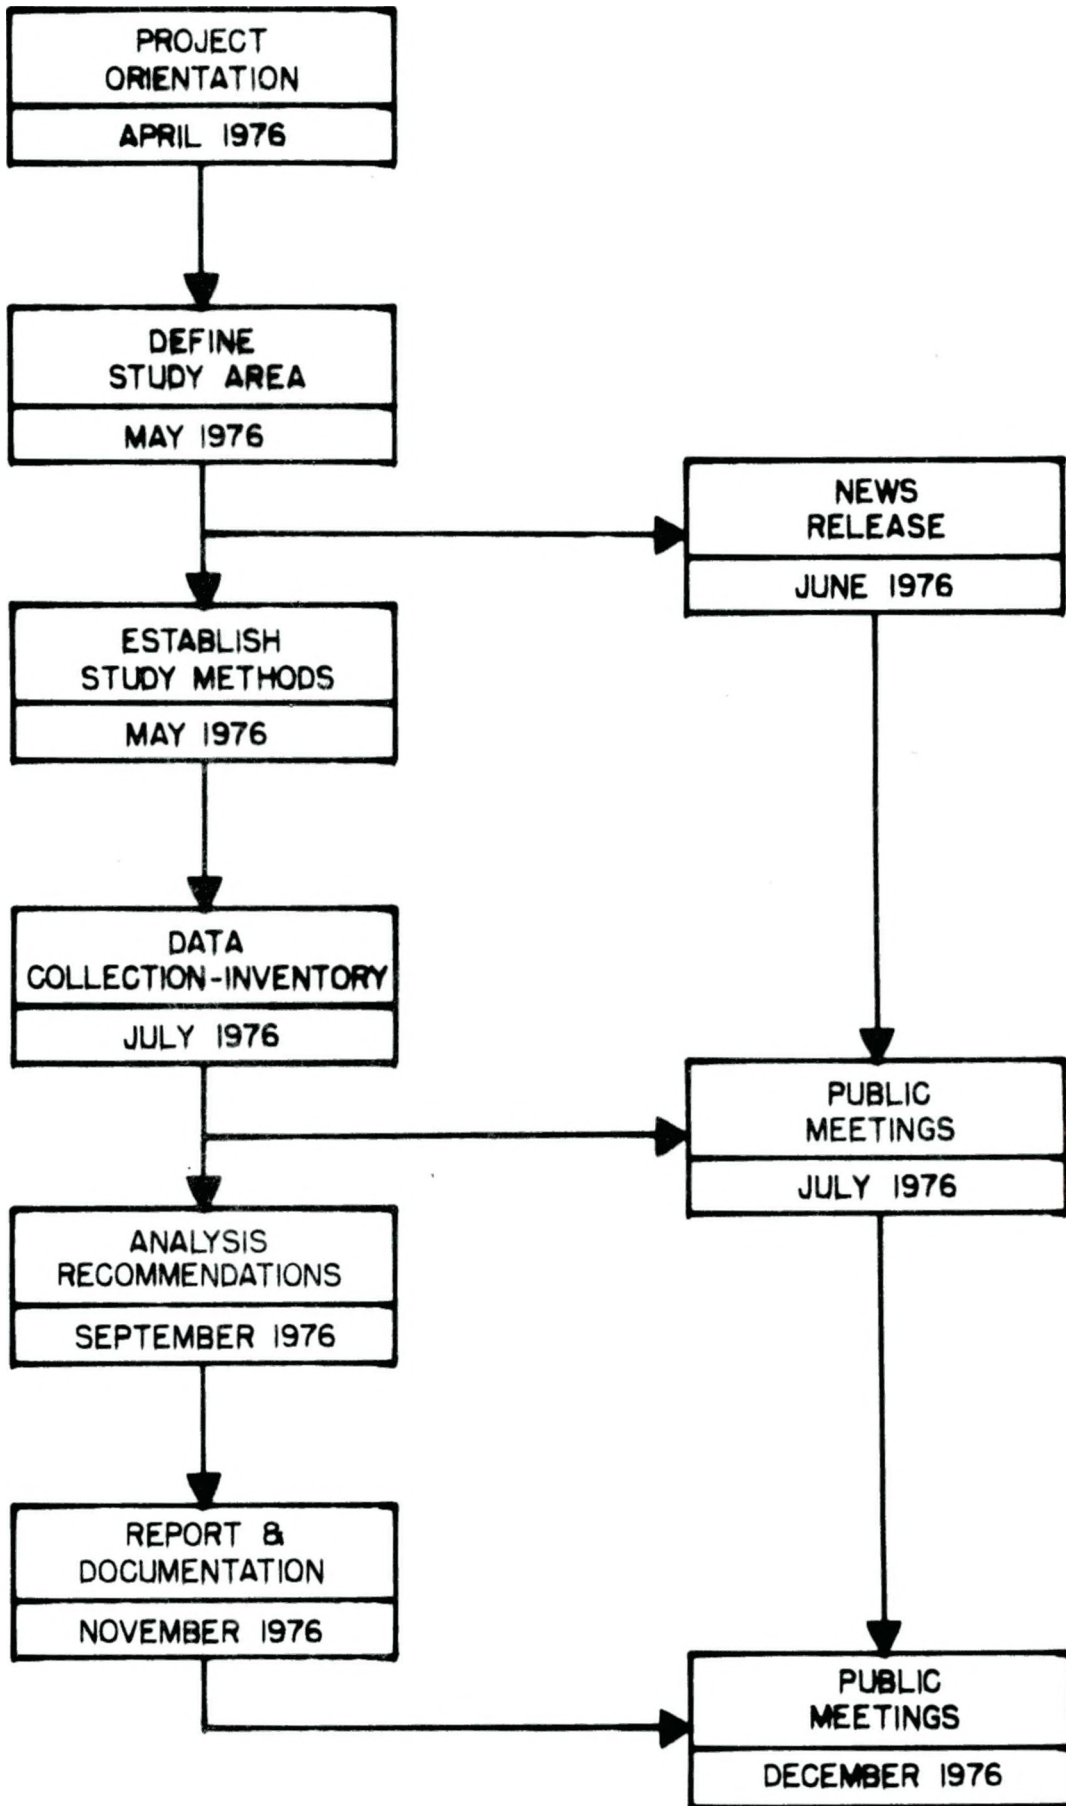 PROJECT
ORIENTATION
APRIL 1976
DEFINE
STUDY AREA
MAY 1976
NEWS
RELEASE
JUNE 1976
ESTABLISH
STUDY METHODS
MAY 1976
DATA
COLLECTION-INVENTORY
JULY 1976
PUBLIC
MEETINGS
JULY 1976
ANALYSIS
RECOMMENDATIONS
SEPTEMBER 1976
REPORT &
DOCUMENTATION
NOVEMBER 1976
PUBLIC
MEETINGS
DECEMBER 1976